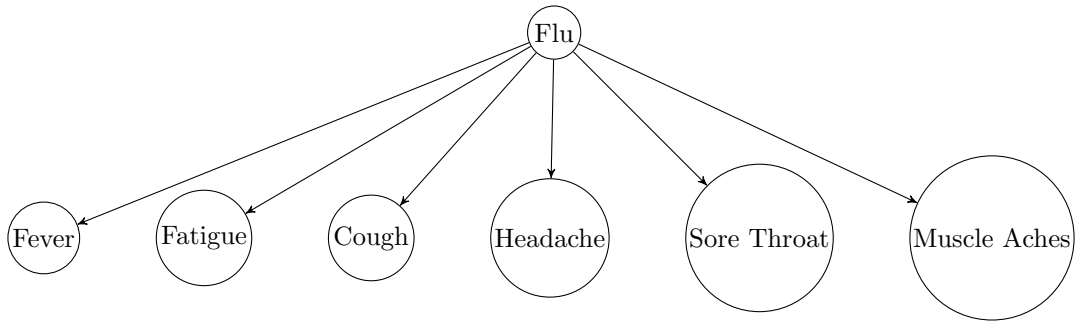 Flu
Fever
Fatigue
Cough
Headache
Sore Throat
Muscle Aches